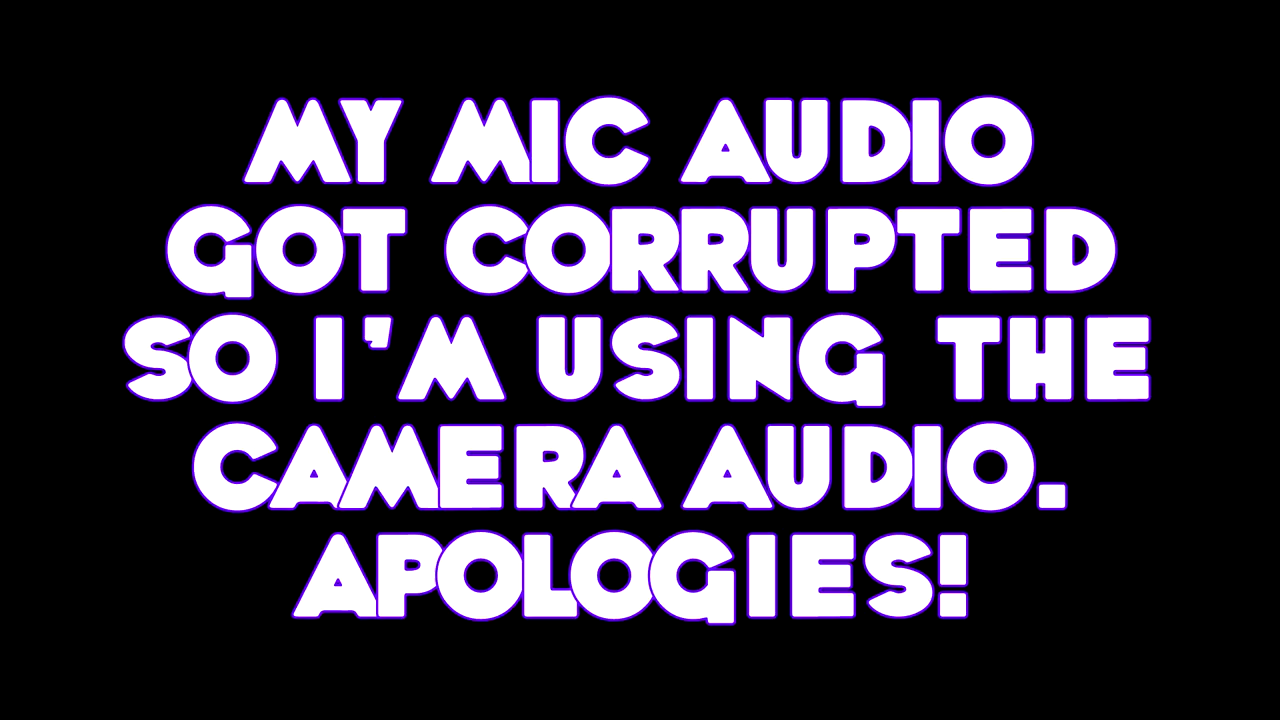 MY MIC AUDIO
GOT CORRUPTED
SO I'M USING THE
CAMERA AUDIO.
APOLOGIES!